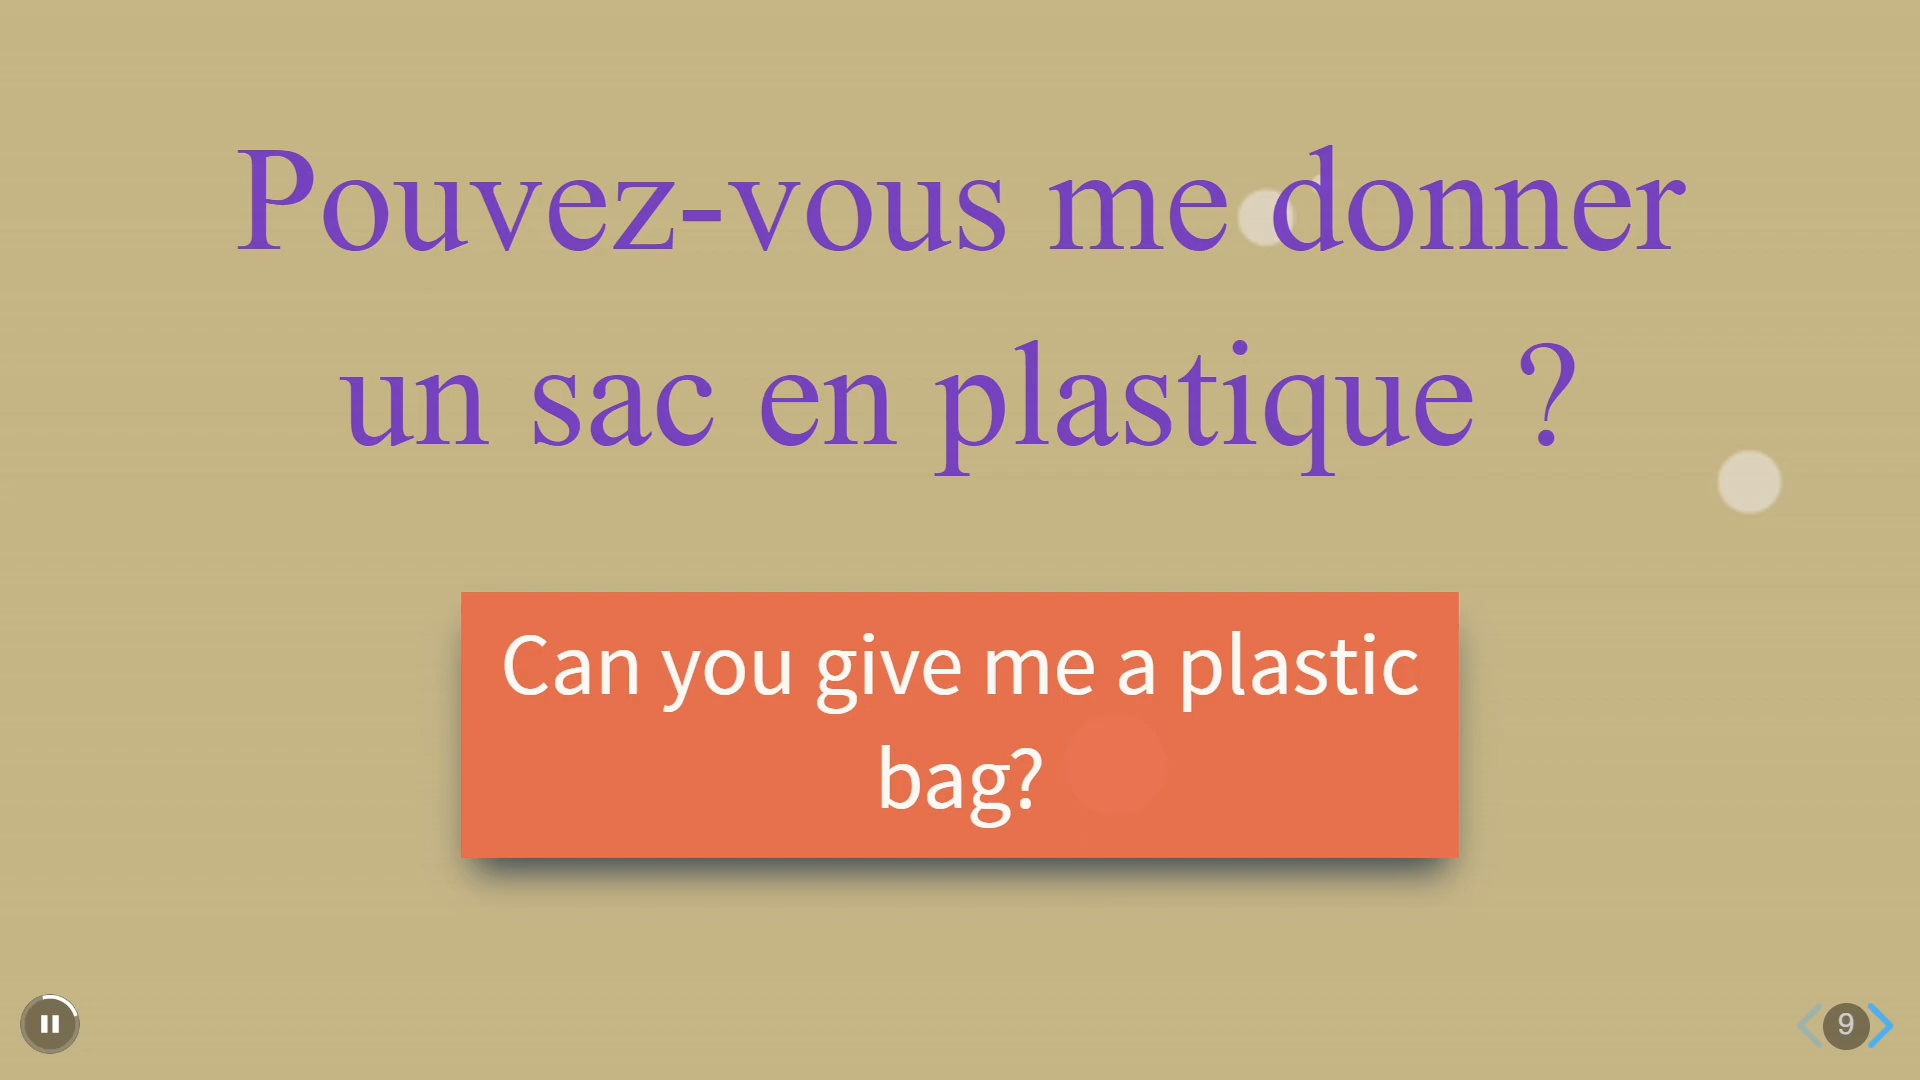 Pouvez-vous me donner
un sac en plastique ?
Can you give me a plastic
bag?
9